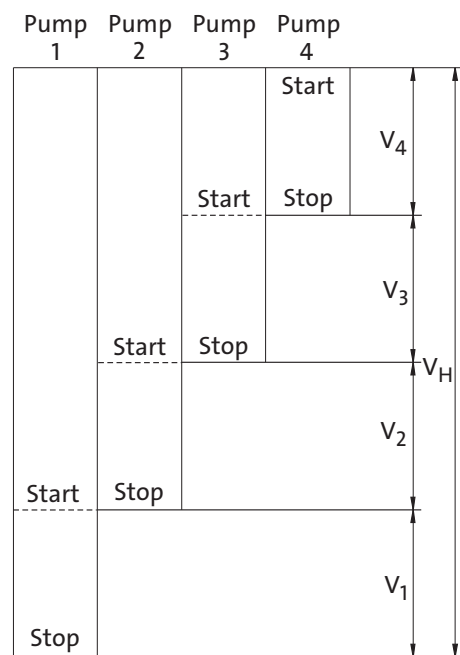 Pump Pump Pump Pump
1 2 3 4
Start
V4
Start Stop
V3
Start Stop
VH
V2
Start Stop
V1
Stop